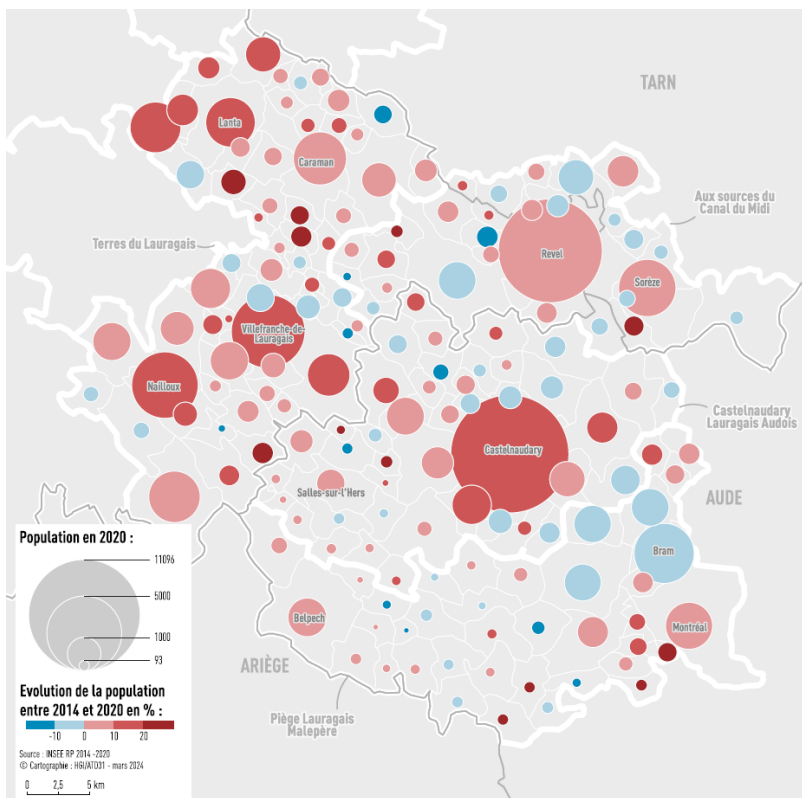 TARN
Lanta
Caraman
Aux sources du
Canal du Midi
Terres du Lauragais
Revel
Sorèze
Villefranche-de-
Lauragais
Nailloux
Castelnaudary
Lauragais Audois
Castelnaudary
Salles-sur-l'Hers
AUDE
Bram
Belpech
Montréal
ARIÈGE
Piège Lauragais
Malepère
Population en 2020 :
11096
5000
1000
93
Evolution de la population
entre 2014 et 2020 en % :
-10 0 10 20
Source : INSEE RP 2014 -2020
© Cartographie : HGI/ATD31 - mars 2024
0 2,5 5 km